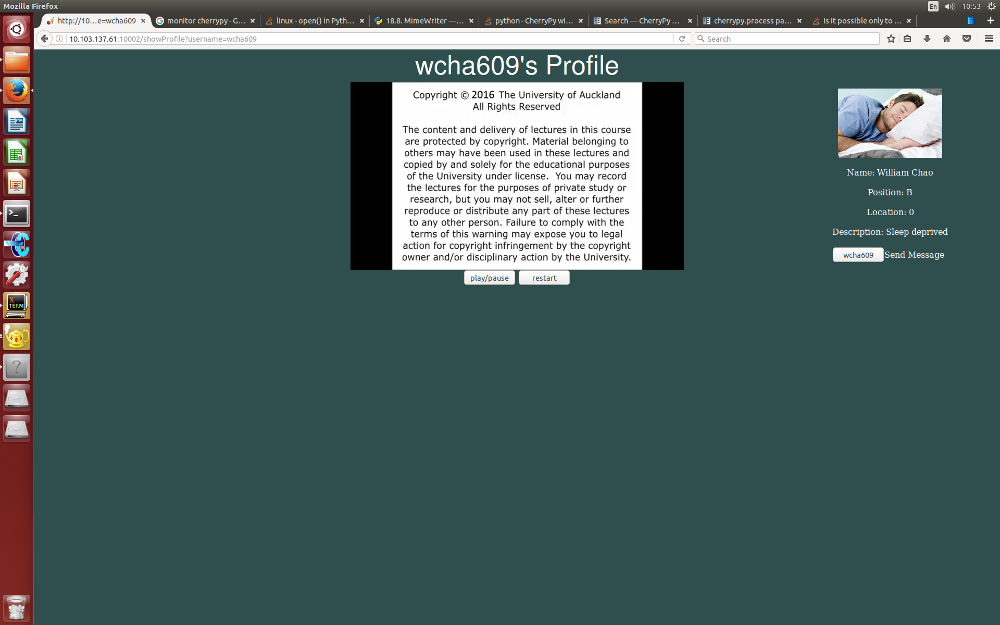 Mozilla Firefox
En
10:53
http://10...e=wcha609
monitor cherrypy - G...
linux - open() in Pyth...
18.8. MimeWriter —...
python - CherryPy wi...
Search — CherryPy ...
cherrypy.process pa...
Is it possible only to ...
10.103.137.61:10002/showProfile?username=wcha609
Search
wcha609's Profile
Copyright © 2016 The University of Auckland
All Rights Reserved
The content and delivery of lectures in this course
are protected by copyright. Material belonging to
others may have been used in these lectures and
copied by and solely for the educational purposes
of the University under license. You may record
the lectures for the purposes of private study or
research, but you may not sell, alter or further
reproduce or distribute any part of these lectures
to any other person. Failure to comply with the
terms of this warning may expose you to legal
action for copyright infringement by the copyright
owner and/or disciplinary action by the University.
play/pause
restart
Name: William Chao
Position: B
Location: 0
Description: Sleep deprived
wcha609 Send Message
X
TERM